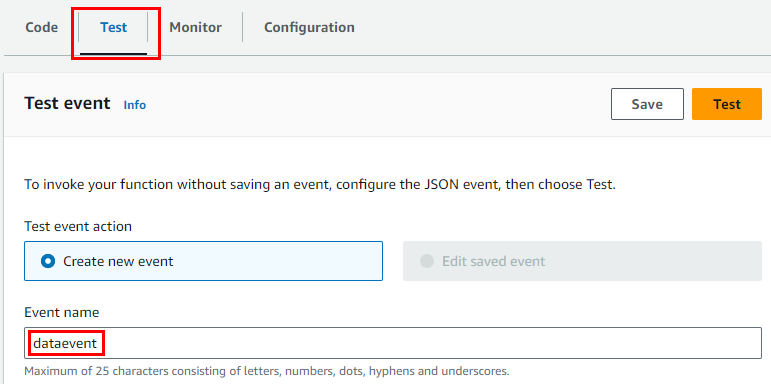 Code Test Monitor Configuration
Test event Info Save Test
To invoke your function without saving an event, configure the JSON event, then choose Test.
Test event action
Create new event Edit saved event
Event name
dataevent
Maximum of 25 characters consisting of letters, numbers, dots, hyphens and underscores.